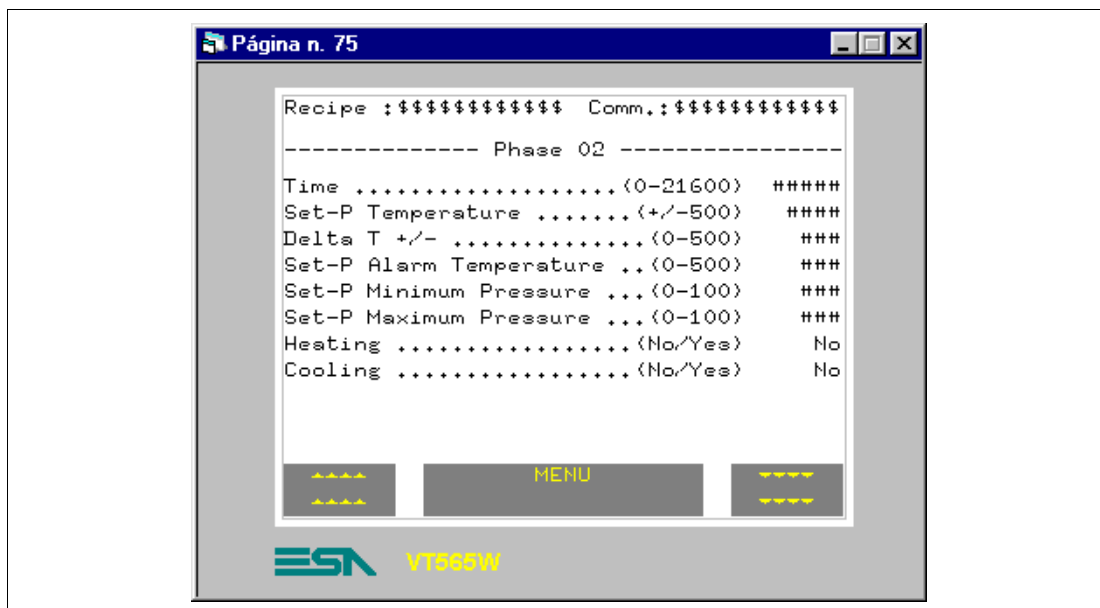 Página n. 75
Recipe :$$$$$$$$$$$$ Comm.:$$$$$$$$$$$$
-------------- Phase 02 ----------------
Time ...................(0-21600) #####
Set-P Temperature .......(+/-500) ####
Delta T +/- ..............(0-500) ###
Set-P Alarm Temperature ..(0-500) ###
Set-P Minimum Pressure ...(0-100) ###
Set-P Maximum Pressure ...(0-100) ###
Heating .................(No/Yes) No
Cooling .................(No/Yes) No
MENU
ESA VT565W